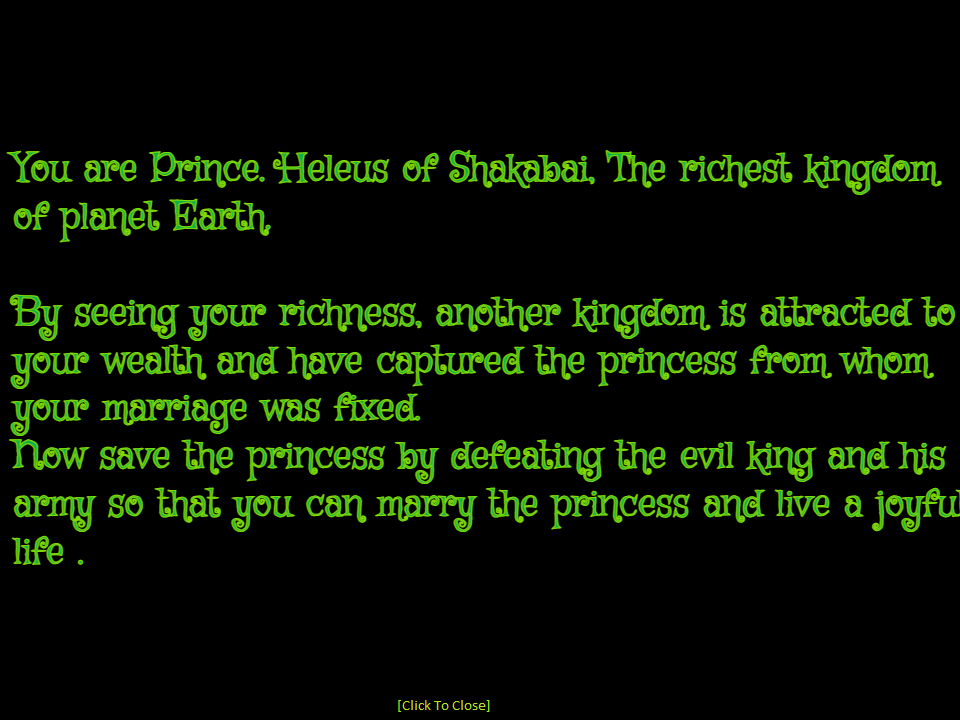 You are Prince. Heleus of Shakabai, The richest kingdom
of planet Earth.
By seeing your richness, another kingdom is attracted to
your wealth and have captured the princess from whom
your marriage was fixed.
Now save the princess by defeating the evil king and his
army so that you can marry the princess and live a joyful
life .
[Click To Close]